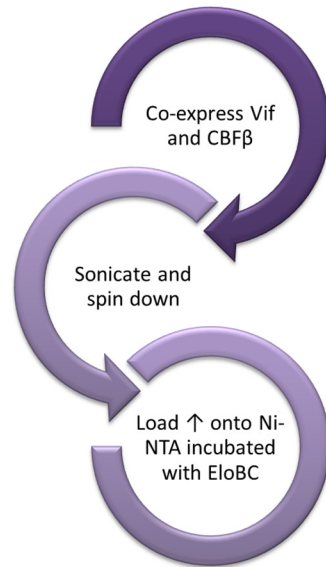 Co-express Vif
and CBFβ
Sonicate and
spin down
Load ↑ onto Ni-
NTA incubated
with EloBC